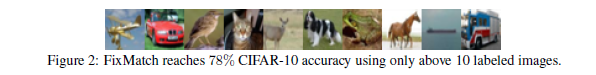 Figure 2: FixMatch reaches 78% CIFAR-10 accuracy using only above 10 labeled images.